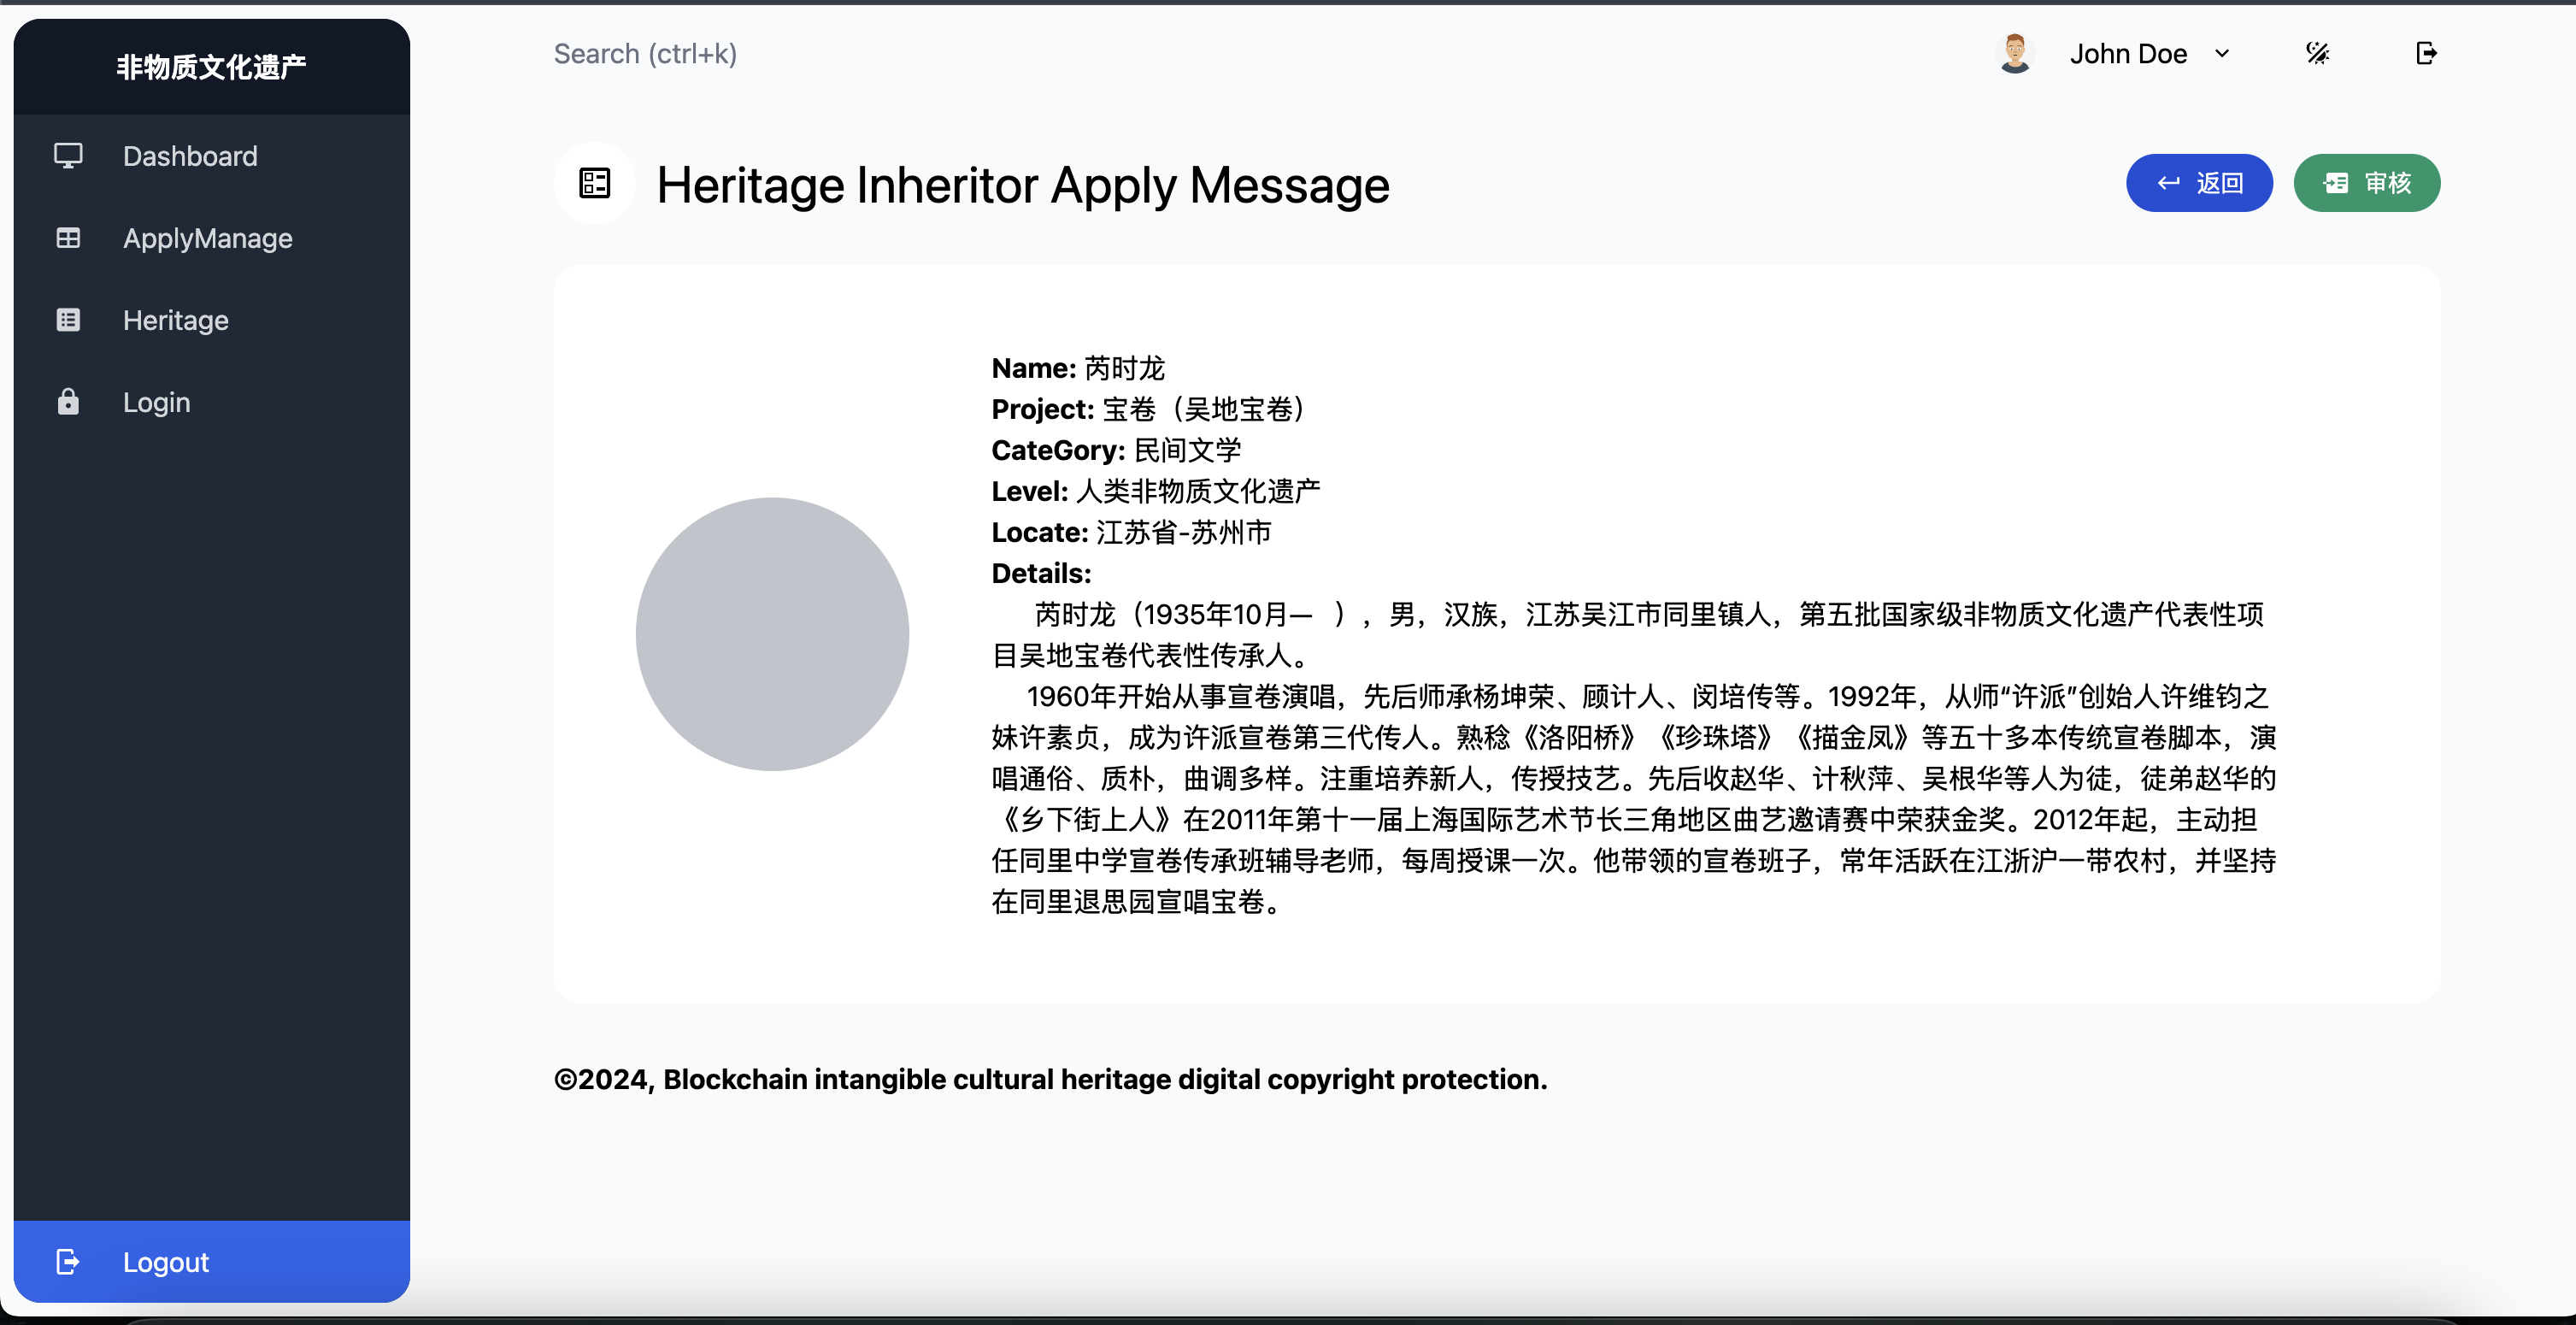 非物质文化遗产
Dashboard
ApplyManage
Heritage
Login
Logout
Search (ctrl+k)
John Doe
Heritage Inheritor Apply Message
返回
审核
Name: 芮时龙
Project: 宝卷（吴地宝卷）
CateGory: 民间文学
Level: 人类非物质文化遗产
Locate: 江苏省-苏州市
Details:
芮时龙（1935年10月— ），男，汉族，江苏吴江市同里镇人，第五批国家级非物质文化遗产代表性项
目吴地宝卷代表性传承人。
1960年开始从事宣卷演唱，先后师承杨坤荣、顾计人、闵培传等。1992年，从师“许派”创始人许维钧之
妹许素贞，成为许派宣卷第三代传人。熟稔《洛阳桥》《珍珠塔》《描金凤》等五十多本传统宣卷脚本，演
唱通俗、质朴，曲调多样。注重培养新人，传授技艺。先后收赵华、计秋萍、吴根华等人为徒，徒弟赵华的
《乡下街上人》在2011年第十一届上海国际艺术节长三角地区曲艺邀请赛中荣获金奖。2012年起，主动担
任同里中学宣卷传承班辅导老师，每周授课一次。他带领的宣卷班子，常年活跃在江浙沪一带农村，并坚持
在同里退思园宣唱宝卷。
©2024, Blockchain intangible cultural heritage digital copyright protection.